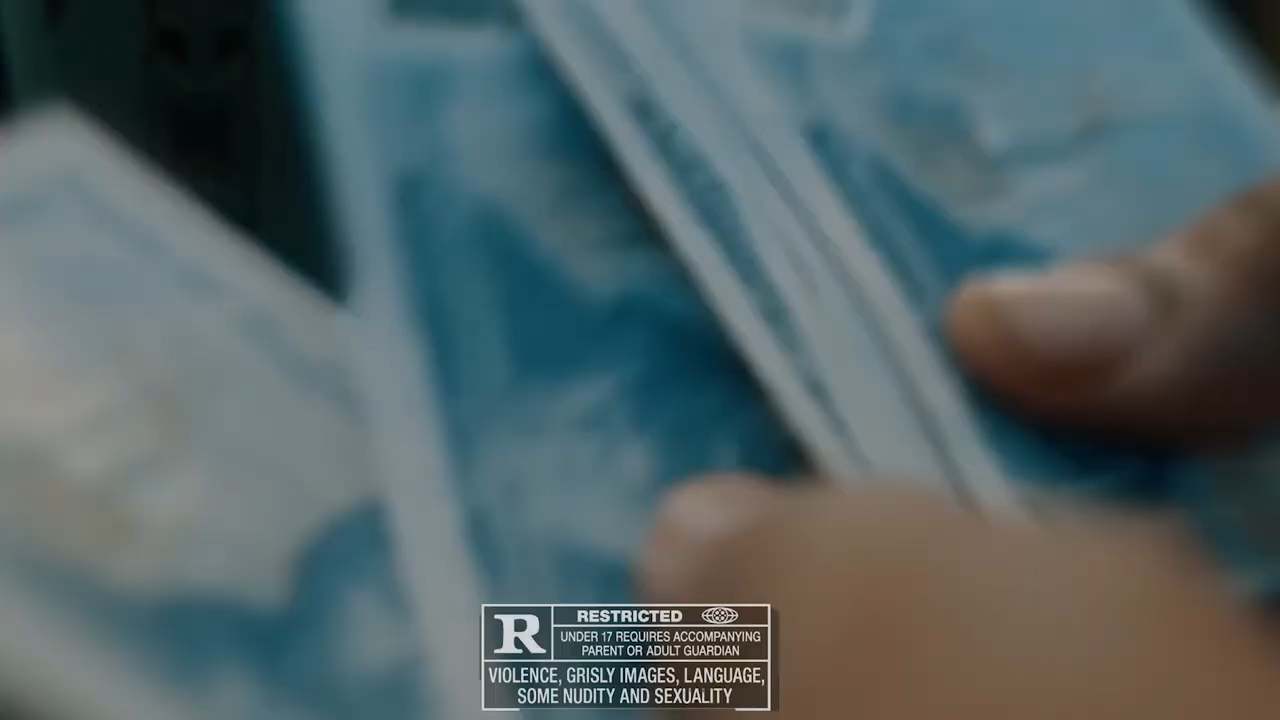 R
RESTRICTED
UNDER 17 REQUIRES ACCOMPANYING
PARENT OR ADULT GUARDIAN
VIOLENCE, GRISLY IMAGES, LANGUAGE,
SOME NUDITY AND SEXUALITY